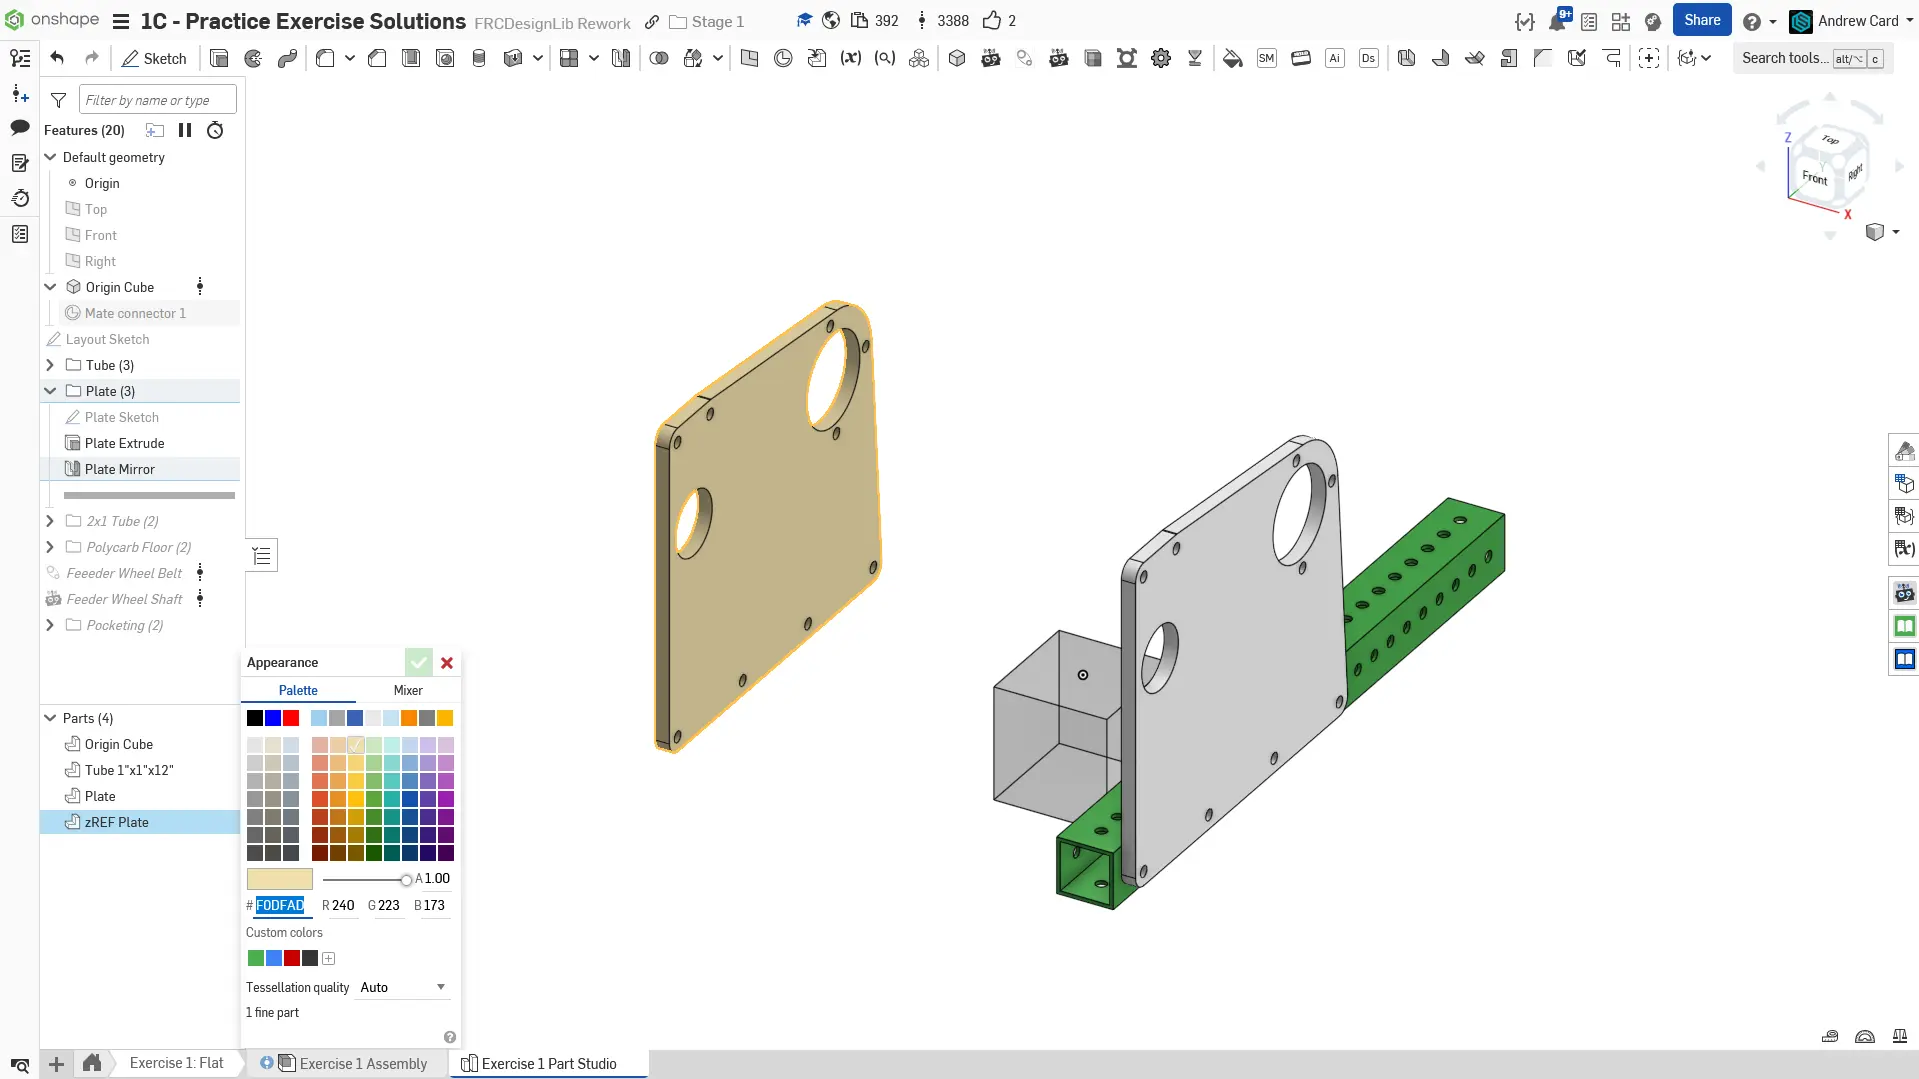 onshape
1C - Practice Exercise Solutions
FRCDesignLib Rework
Stage 1
392
3388
2
9+
Share
Andrew Card
Sketch
SM
Ai
Ds
Search tools...
alt/⌥
c
Filter by name or type
Features (20)
Default geometry
Origin
Top
Front
Right
Origin Cube
Mate connector 1
Layout Sketch
Tube (3)
Plate (3)
Plate Sketch
Plate Extrude
Plate Mirror
2x1 Tube (2)
Polycarb Floor (2)
Feeeder Wheel Belt
Feeder Wheel Shaft
Pocketing (2)
Parts (4)
Origin Cube
Tube 1"x1"x12"
Plate
zREF Plate
Appearance
Palette
Mixer
A 1.00
# F0DFAD
R 240
G 223
B 173
Custom colors
Tessellation quality
Auto
1 fine part
Z
Top
Front
Right
Y
X
Exercise 1: Flat
Exercise 1 Assembly
Exercise 1 Part Studio